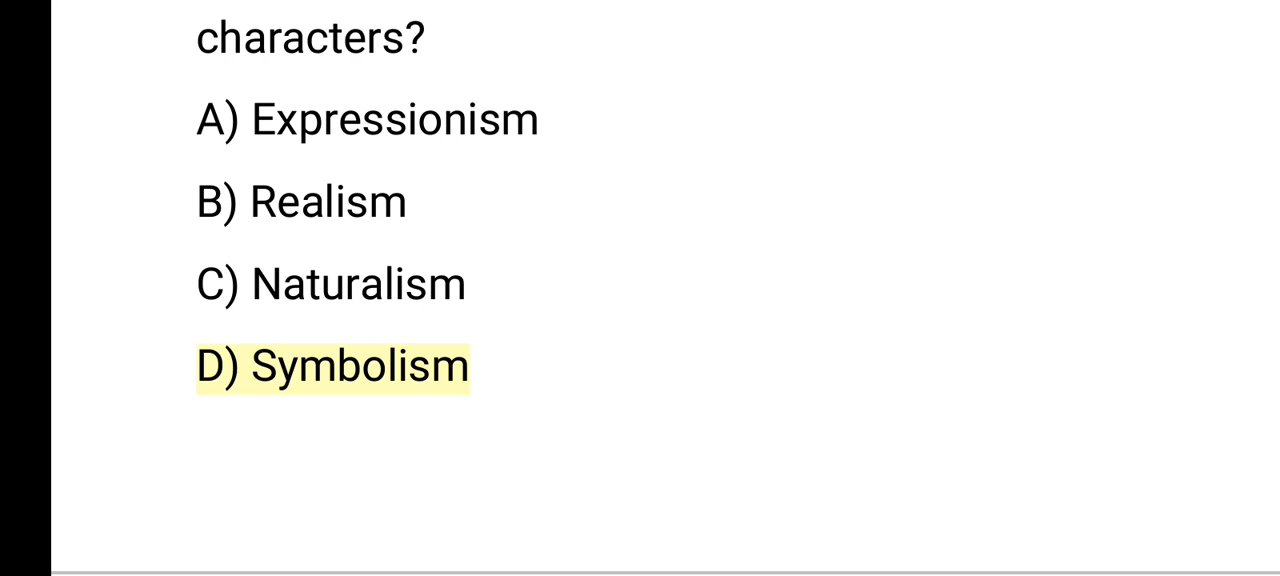 characters?
A) Expressionism
B) Realism
C) Naturalism
D) Symbolism